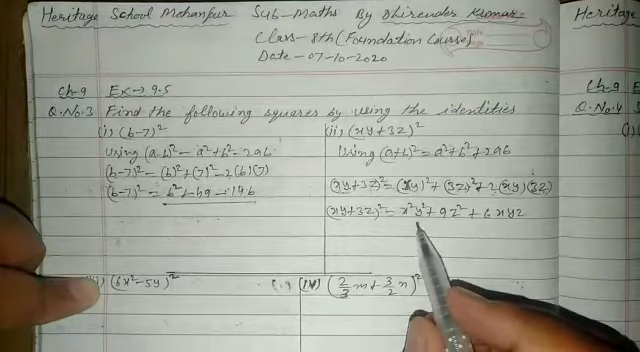 Heritage School Mohanpur Sub-Maths By Dhirender Kumar
Class-8th (Foundation Course)
Date-07-10-2020
Ch-9 Ex→9.5
Q.No.3 Find the following squares by using the identities
(i) (b-7)²
Using (a-b)² = a²+b²-2ab
(b-7)² = (b)²+(7)²-2(b)(7)
(b-7)² = b²+49-14b
(ii) (xy+3z)²
Using (a+b)² = a²+b²+2ab
(xy+3z)² = (xy)²+(3z)²+2(xy)(3z)
(xy+3z)² = x²y²+9z²+6xyz
(6x²-5y)²
(iv) (2/3 m + 3/2 n)²
Heritage
Ch-9 E
Q.No.4